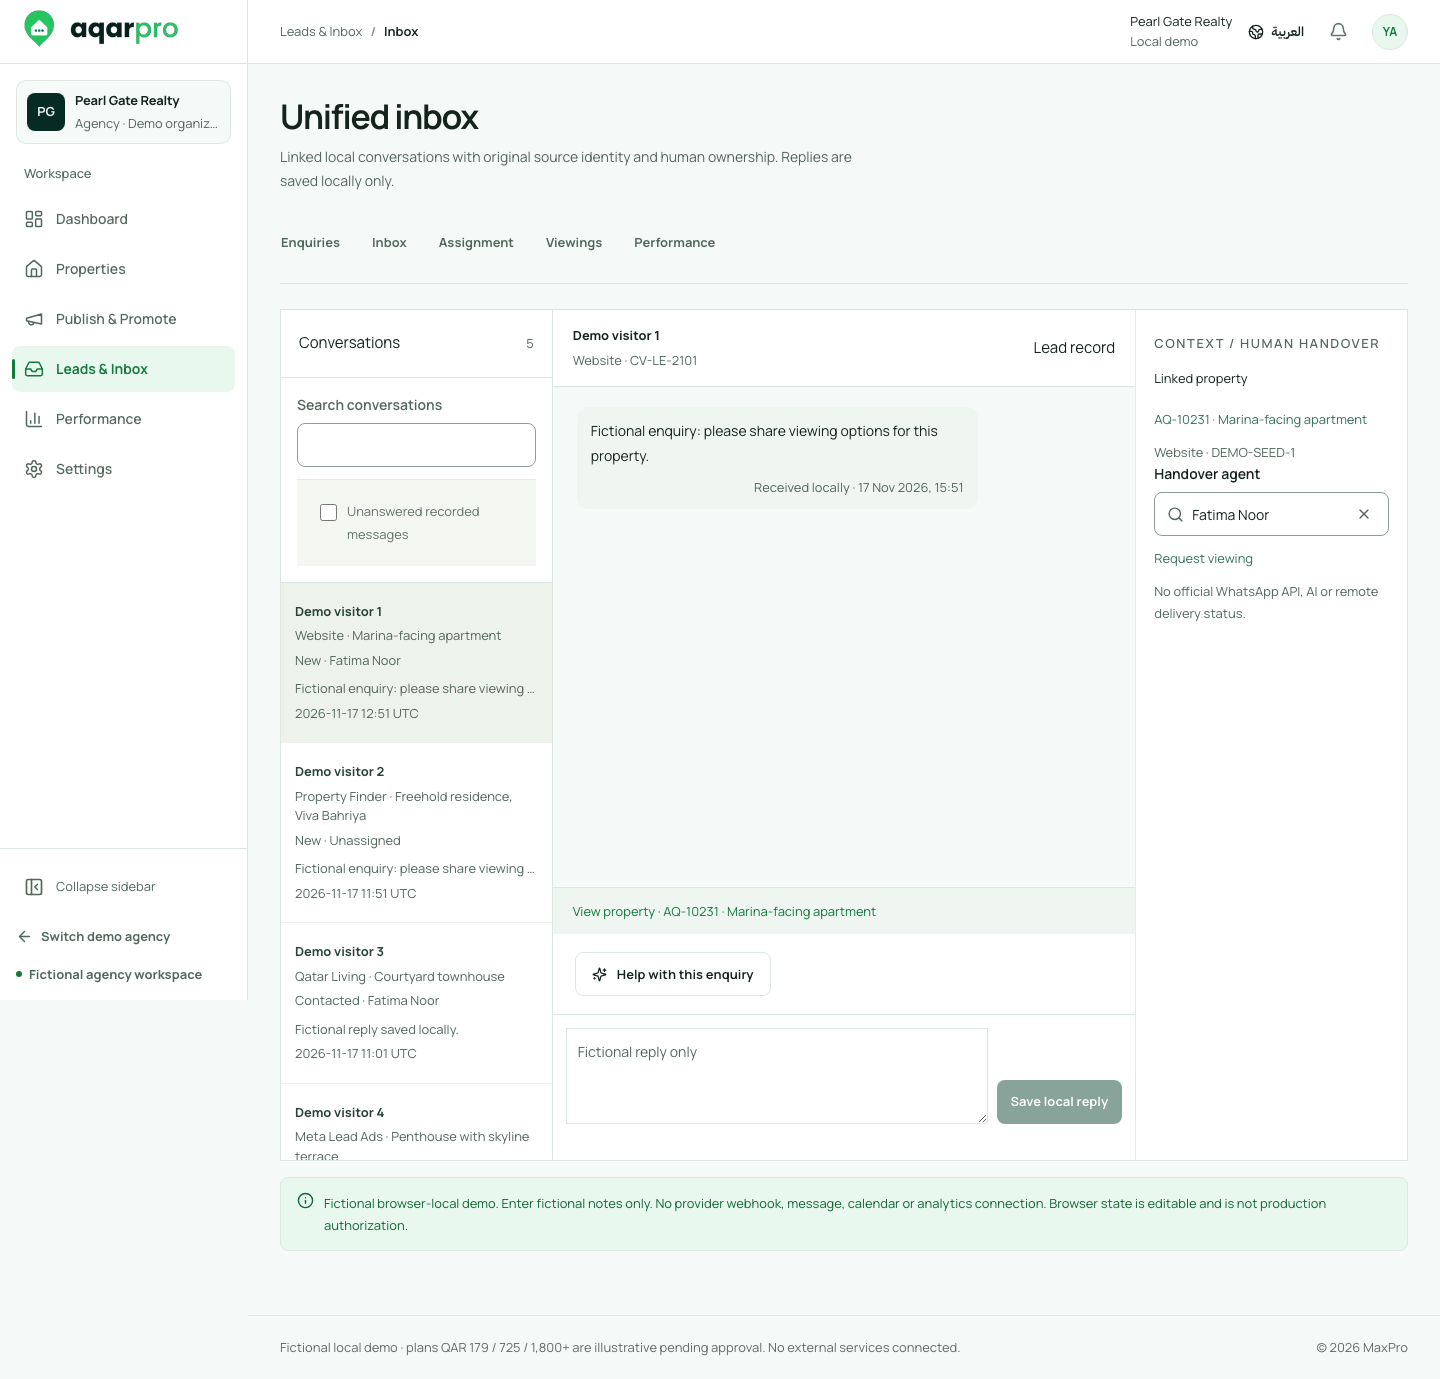 aqarpro
Leads & Inbox / Inbox
Pearl Gate Realty
Local demo
العربية
YA
PG
Pearl Gate Realty
Agency · Demo organiz...
Workspace
Dashboard
Properties
Publish & Promote
Leads & Inbox
Performance
Settings
Collapse sidebar
Switch demo agency
Fictional agency workspace
Unified inbox
Linked local conversations with original source identity and human ownership. Replies are
saved locally only.
Enquiries
Inbox
Assignment
Viewings
Performance
Conversations
5
Search conversations
Unanswered recorded
messages
Demo visitor 1
Website · Marina-facing apartment
New · Fatima Noor
Fictional enquiry: please share viewing ...
2026-11-17 12:51 UTC
Demo visitor 2
Property Finder · Freehold residence,
Viva Bahriya
New · Unassigned
Fictional enquiry: please share viewing ...
2026-11-17 11:51 UTC
Demo visitor 3
Qatar Living · Courtyard townhouse
Contacted · Fatima Noor
Fictional reply saved locally.
2026-11-17 11:01 UTC
Demo visitor 4
Meta Lead Ads · Penthouse with skyline
terrace
Demo visitor 1
Website · CV-LE-2101
Lead record
Fictional enquiry: please share viewing options for this
property.
Received locally · 17 Nov 2026, 15:51
View property · AQ-10231 · Marina-facing apartment
Help with this enquiry
Fictional reply only
Save local reply
CONTEXT / HUMAN HANDOVER
Linked property
AQ-10231 · Marina-facing apartment
Website · DEMO-SEED-1
Handover agent
Fatima Noor
Request viewing
No official WhatsApp API, AI or remote
delivery status.
Fictional browser-local demo. Enter fictional notes only. No provider webhook, message, calendar or analytics connection. Browser state is editable and is not production
authorization.
Fictional local demo · plans QAR 179 / 725 / 1,800+ are illustrative pending approval. No external services connected.
© 2026 MaxPro